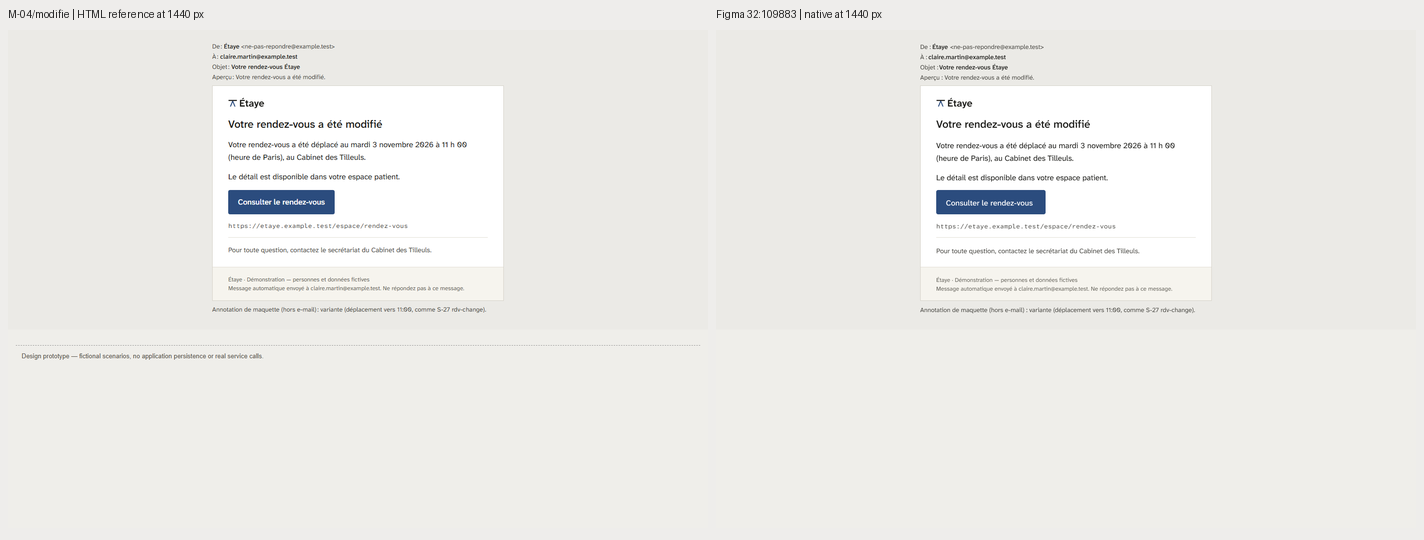 M-04/modifie | HTML reference at 1440 px
De : Étaye <ne-pas-repondre@example.test>
À : claire.martin@example.test
Objet : Votre rendez-vous Étaye
Aperçu : Votre rendez-vous a été modifié.
Étaye
Votre rendez-vous a été modifié
Votre rendez-vous a été déplacé au mardi 3 novembre 2026 à 11 h 00
(heure de Paris), au Cabinet des Tilleuls.
Le détail est disponible dans votre espace patient.
Consulter le rendez-vous
https://etaye.example.test/espace/rendez-vous
Pour toute question, contactez le secrétariat du Cabinet des Tilleuls.
Étaye · Démonstration — personnes et données fictives
Message automatique envoyé à claire.martin@example.test. Ne répondez pas à ce message.
Annotation de maquette (hors e-mail) : variante (déplacement vers 11:00, comme S-27 rdv-change).
Design prototype — fictional scenarios, no application persistence or real service calls.
Figma 32:109883 | native at 1440 px
De : Étaye <ne-pas-repondre@example.test>
À : claire.martin@example.test
Objet : Votre rendez-vous Étaye
Aperçu : Votre rendez-vous a été modifié.
Étaye
Votre rendez-vous a été modifié
Votre rendez-vous a été déplacé au mardi 3 novembre 2026 à 11 h 00
(heure de Paris), au Cabinet des Tilleuls.
Le détail est disponible dans votre espace patient.
Consulter le rendez-vous
https://etaye.example.test/espace/rendez-vous
Pour toute question, contactez le secrétariat du Cabinet des Tilleuls.
Étaye · Démonstration — personnes et données fictives
Message automatique envoyé à claire.martin@example.test. Ne répondez pas à ce message.
Annotation de maquette (hors e-mail) : variante (déplacement vers 11:00, comme S-27 rdv-change).